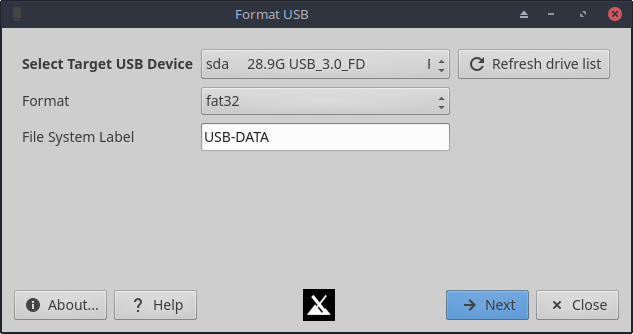 Format USB
Select Target USB Device sda 28.9G USB_3.0_FD Refresh drive list
Format fat32
File System Label USB-DATA
About... Help Next Close